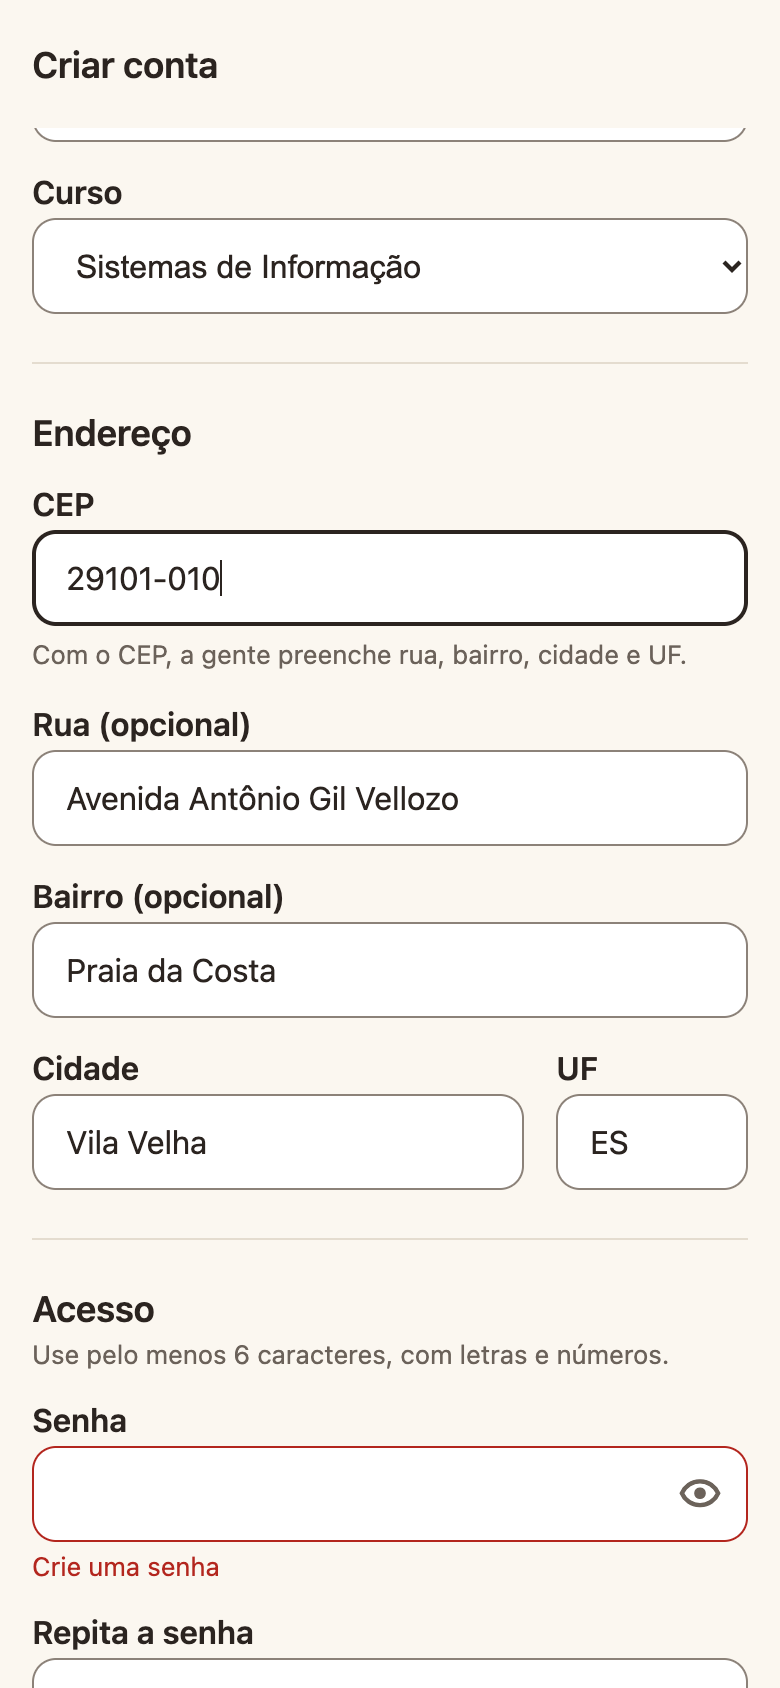 Criar conta
Curso
Sistemas de Informação
Endereço
CEP
29101-010
Com o CEP, a gente preenche rua, bairro, cidade e UF.
Rua (opcional)
Avenida Antônio Gil Vellozo
Bairro (opcional)
Praia da Costa
Cidade
UF
Vila Velha
ES
Acesso
Use pelo menos 6 caracteres, com letras e números.
Senha
Crie uma senha
Repita a senha